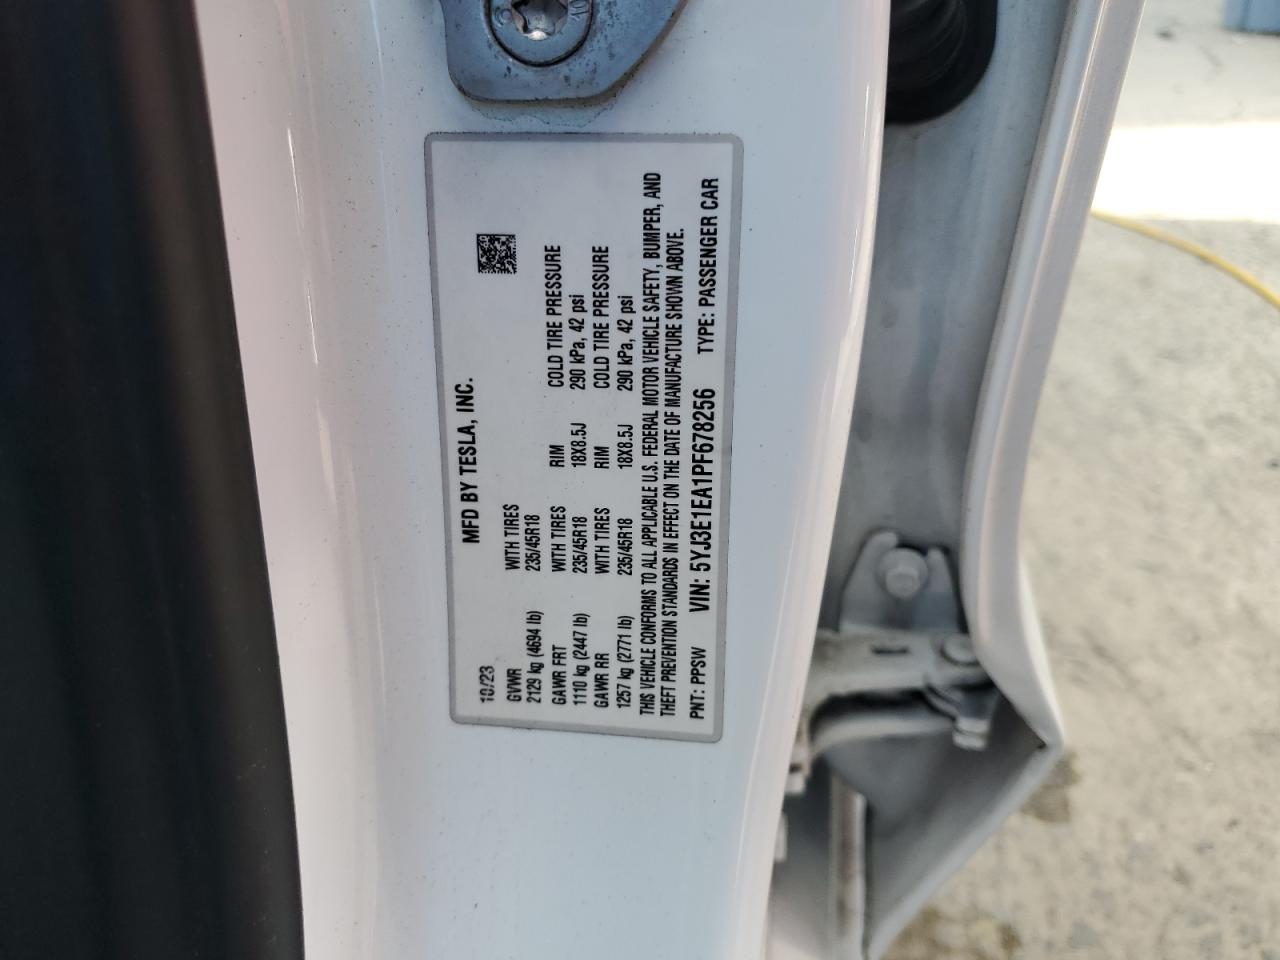 MFD BY TESLA, INC.
10/23
GVWR WITH TIRES
2129 kg (4694 lb) 235/45R18
GAWR FRT WITH TIRES RIM COLD TIRE PRESSURE
1110 kg (2447 lb) 235/45R18 18X8.5J 290 kPa, 42 psi
GAWR RR WITH TIRES RIM COLD TIRE PRESSURE
1257 kg (2771 lb) 235/45R18 18X8.5J 290 kPa, 42 psi
THIS VEHICLE CONFORMS TO ALL APPLICABLE U.S. FEDERAL MOTOR VEHICLE SAFETY, BUMPER, AND
THEFT PREVENTION STANDARDS IN EFFECT ON THE DATE OF MANUFACTURE SHOWN ABOVE.
PNT: PPSW VIN: 5YJ3E1EA1PF678256 TYPE: PASSENGER CAR